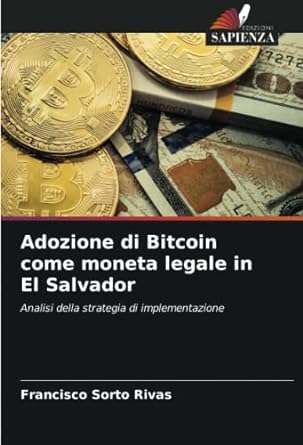 EDIZIONI
SAPIENZA
Adozione di Bitcoin
come moneta legale in
El Salvador
Analisi della strategia di implementazione
Francisco Sorto Rivas